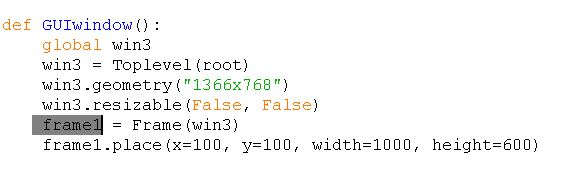 def GUIwindow():
    global win3
    win3 = Toplevel(root)
    win3.geometry("1366x768")
    win3.resizable(False, False)
    frame1 = Frame(win3)
    frame1.place(x=100, y=100, width=1000, height=600)